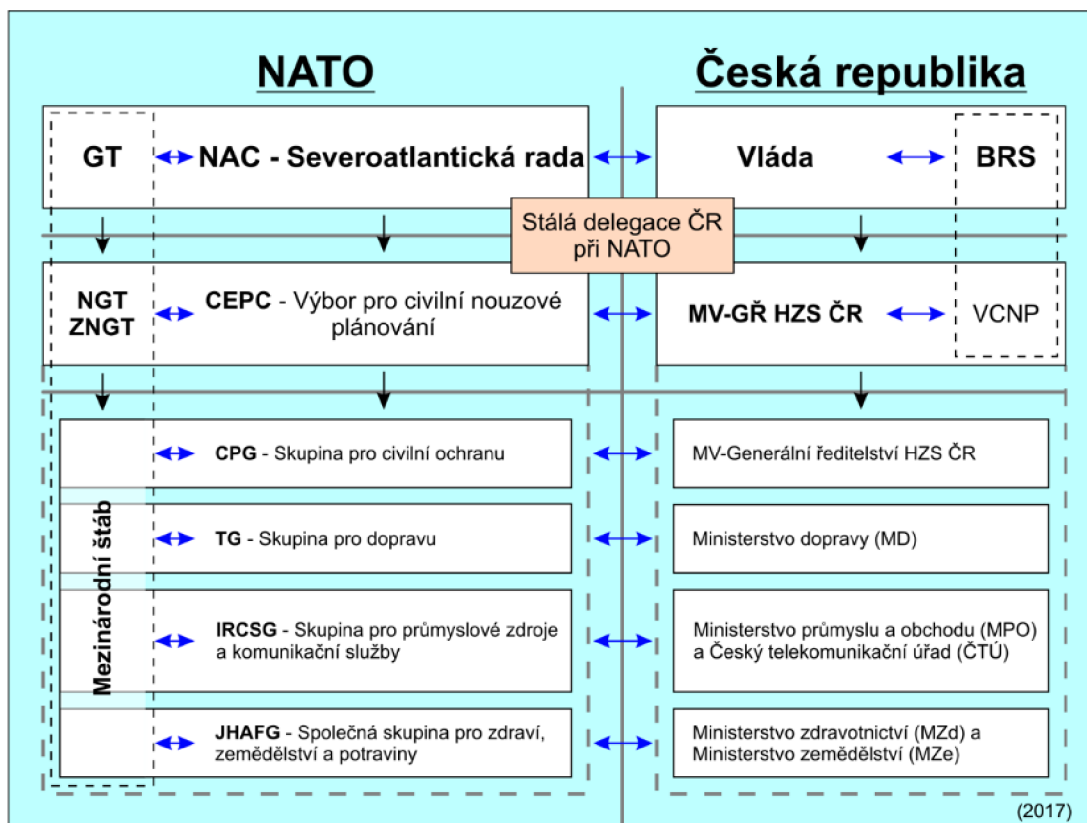 NATO
Česká republika
GT
NAC - Severoatlantická rada
Vláda
BRS
Stálá delegace ČR
při NATO
NGT
ZNGT
CEPC - Výbor pro civilní nouzové
plánování
MV-GŘ HZS ČR
VCNP
Mezinárodní štáb
CPG - Skupina pro civilní ochranu
MV-Generální ředitelství HZS ČR
TG - Skupina pro dopravu
Ministerstvo dopravy (MD)
IRCSG - Skupina pro průmyslové zdroje
a komunikační služby
Ministerstvo průmyslu a obchodu (MPO)
a Český telekomunikační úřad (ČTÚ)
JHAFG - Společná skupina pro zdraví,
zemědělství a potraviny
Ministerstvo zdravotnictví (MZd) a
Ministerstvo zemědělství (MZe)
(2017)